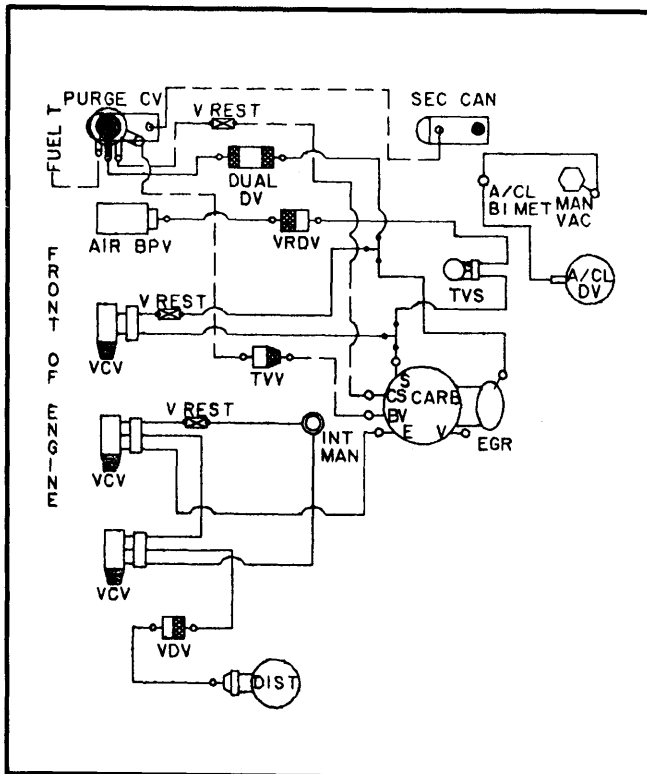 PURGE CV
V REST
SEC CAN
FUEL T
DUAL
DV
A/CL
BI MET
MAN
VAC
AIR BPV
VRDV
A/CL
DV
TVS
FRONT OF ENGINE
V REST
VCV
TVV
S
CS
CARB
BV
E
V
EGR
V REST
INT
MAN
VCV
VCV
VDV
DIST